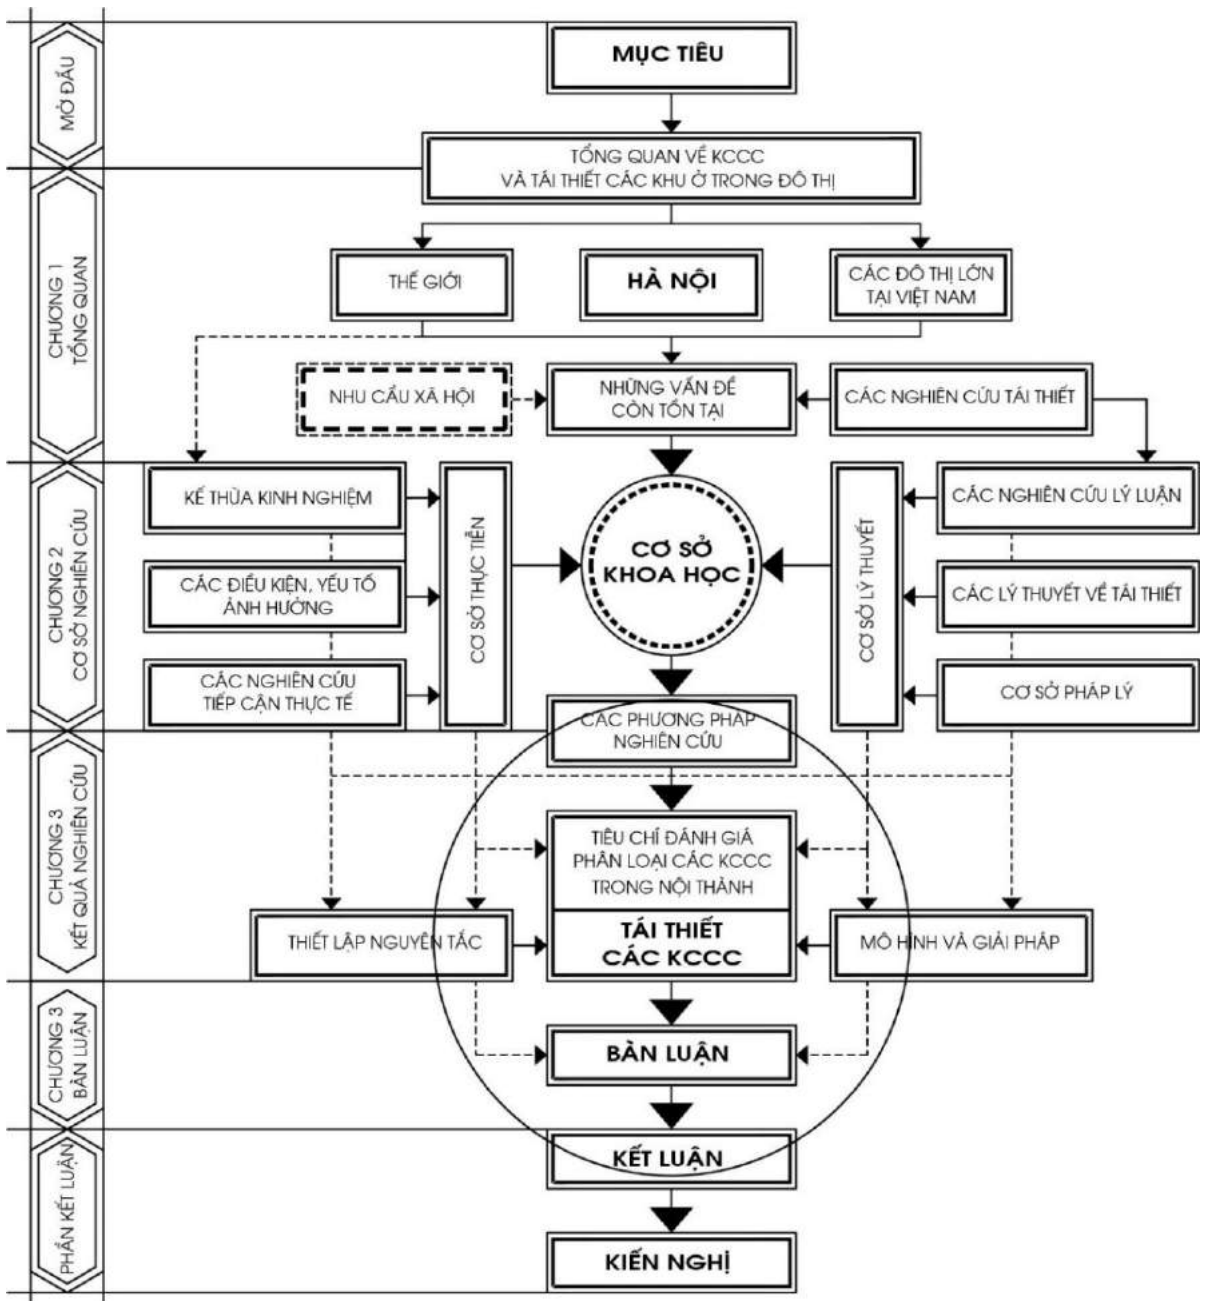 MỞ ĐẦU
MỤC TIÊU
TỔNG QUAN VỀ KCCC
VÀ TÁI THIẾT CÁC KHU Ở TRONG ĐÔ THỊ
CHƯƠNG 1
TỔNG QUAN
THẾ GIỚI
HÀ NỘI
CÁC ĐÔ THỊ LỚN
TẠI VIỆT NAM
NHU CẦU XÃ HỘI
NHỮNG VẤN ĐỀ
CÒN TỒN TẠI
CÁC NGHIÊN CỨU TÁI THIẾT
CHƯƠNG 2
CƠ SỞ NGHIÊN CỨU
KẾ THỪA KINH NGHIỆM
CÁC ĐIỀU KIỆN, YẾU TỐ
ẢNH HƯỞNG
CÁC NGHIÊN CỨU
TIẾP CẬN THỰC TẾ
CƠ SỞ THỰC TIỄN
CƠ SỞ
KHOA HỌC
CƠ SỞ LÝ THUYẾT
CÁC NGHIÊN CỨU LÝ LUẬN
CÁC LÝ THUYẾT VỀ TÁI THIẾT
CƠ SỞ PHÁP LÝ
CÁC PHƯƠNG PHÁP
NGHIÊN CỨU
CHƯƠNG 3
KẾT QUẢ NGHIÊN CỨU
TIÊU CHÍ ĐÁNH GIÁ
PHÂN LOẠI CÁC KCCC
TRONG NỘI THÀNH
THIẾT LẬP NGUYÊN TẮC
TÁI THIẾT
CÁC KCCC
MÔ HÌNH VÀ GIẢI PHÁP
CHƯƠNG 3
BÀN LUẬN
BÀN LUẬN
PHẦN KẾT LUẬN
KẾT LUẬN
KIẾN NGHỊ